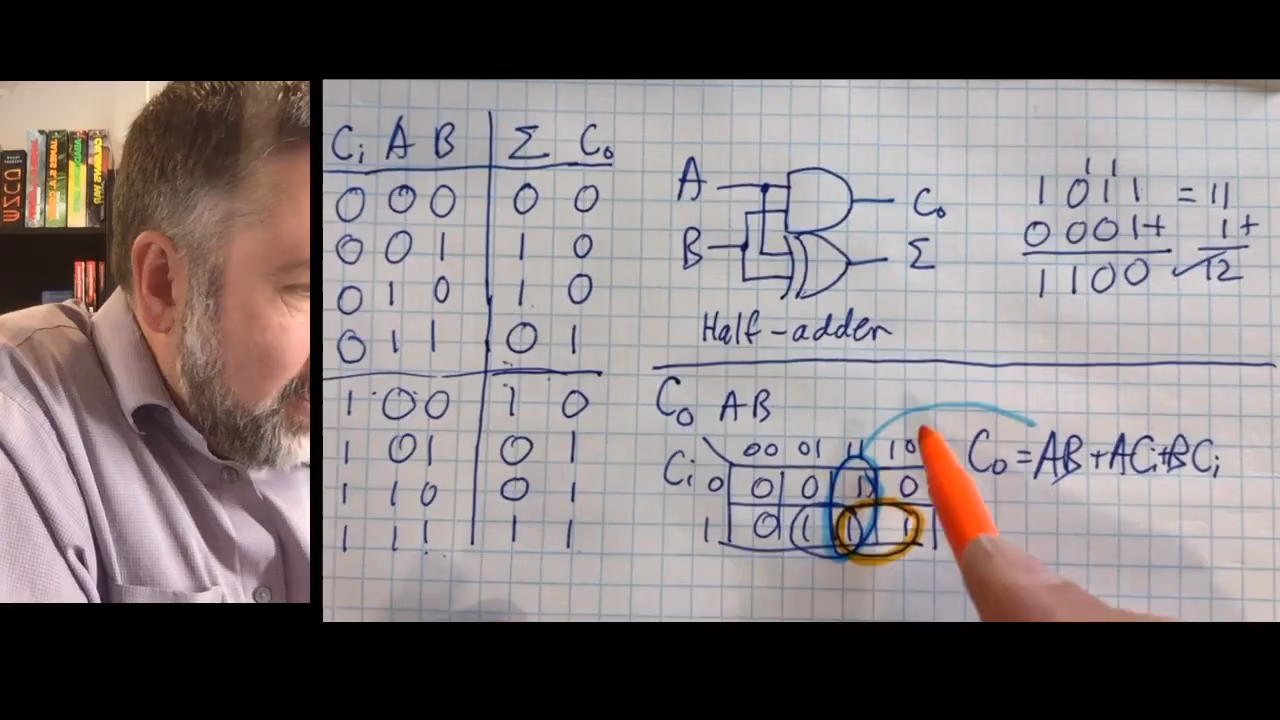 Ci A B Σ Co
0 0 0 0 0
0 0 1 1 0
0 1 0 1 0
0 1 1 0 1
1 0 0 1 0
1 0 1 0 1
1 1 0 0 1
1 1 1 1 1
A Co
B Σ
Half-adder
1 1
1 0 1 1 = 11
0 0 0 1 + 1 +
1 1 0 0 ✓ 12
Co AB
00 01 11 10
Ci 0 0 0 1 0
1 0 1 1 1
Co = AB + ACi + BCi